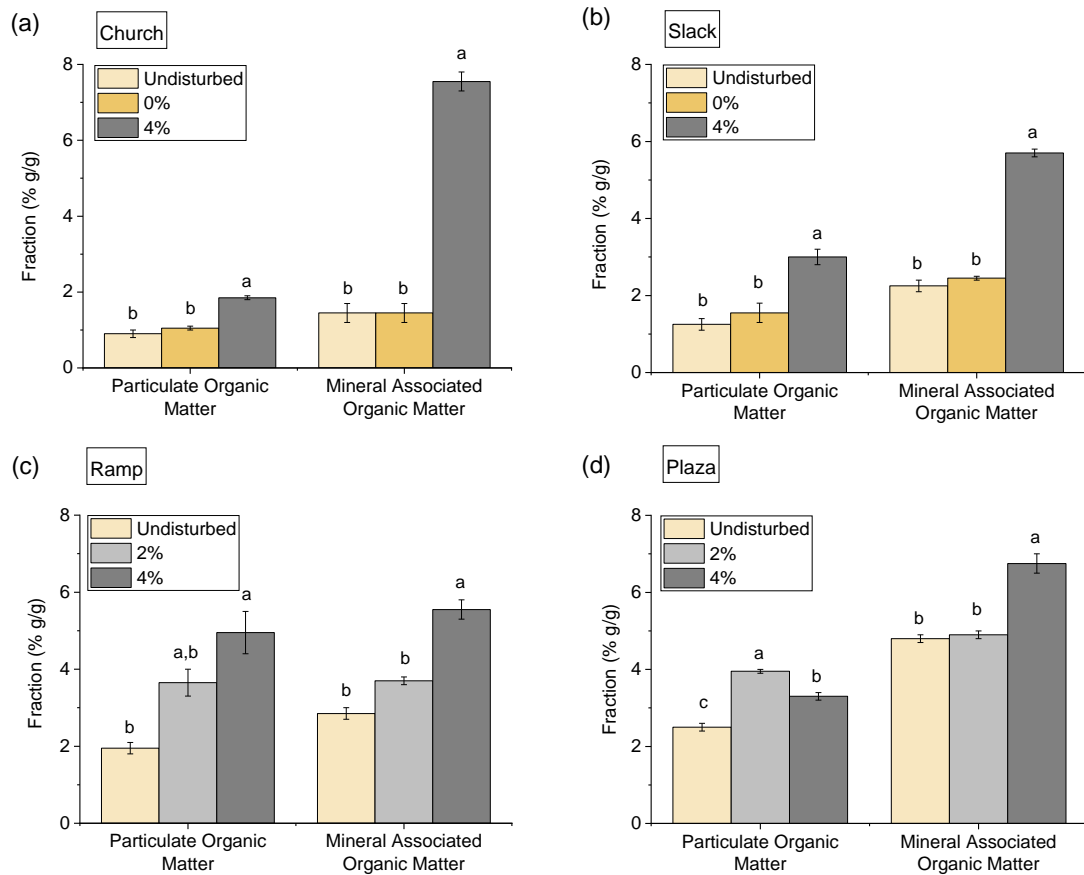 (a)
Church
Undisturbed
0%
4%
Fraction (% g/g)
8
6
4
2
0
b
b
a
b
b
a
Particulate Organic
Matter
Mineral Associated
Organic Matter
(b)
Slack
Undisturbed
0%
4%
Fraction (% g/g)
8
6
4
2
0
b
b
a
b
b
a
Particulate Organic
Matter
Mineral Associated
Organic Matter
(c)
Ramp
Undisturbed
2%
4%
Fraction (% g/g)
8
6
4
2
0
b
a,b
a
b
b
a
Particulate Organic
Matter
Mineral Associated
Organic Matter
(d)
Plaza
Undisturbed
2%
4%
Fraction (% g/g)
8
6
4
2
0
c
a
b
b
b
a
Particulate Organic
Matter
Mineral Associated
Organic Matter